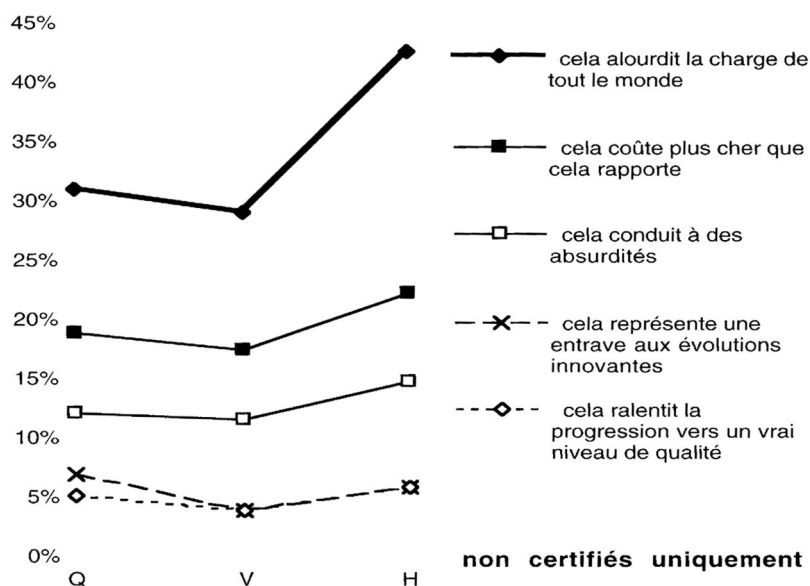 45%
40%
35%
30%
25%
20%
15%
10%
5%
0%
Q V H
cela alourdit la charge de
tout le monde
cela coûte plus cher que
cela rapporte
cela conduit à des
absurdités
cela représente une
entrave aux évolutions
innovantes
cela ralentit la
progression vers un vrai
niveau de qualité
non certifiés uniquement